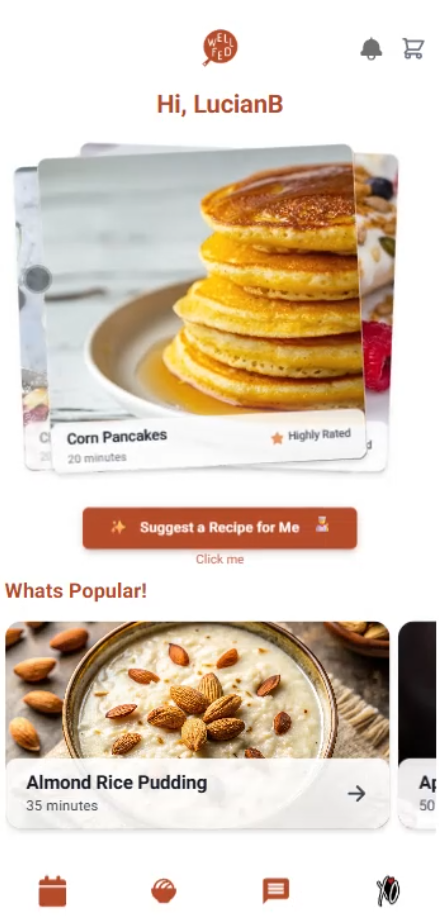 WELL
FED
Hi, LucianB
Corn Pancakes
Highly Rated
20 minutes
Suggest a Recipe for Me
Click me
Whats Popular!
Almond Rice Pudding
35 minutes
50
XO